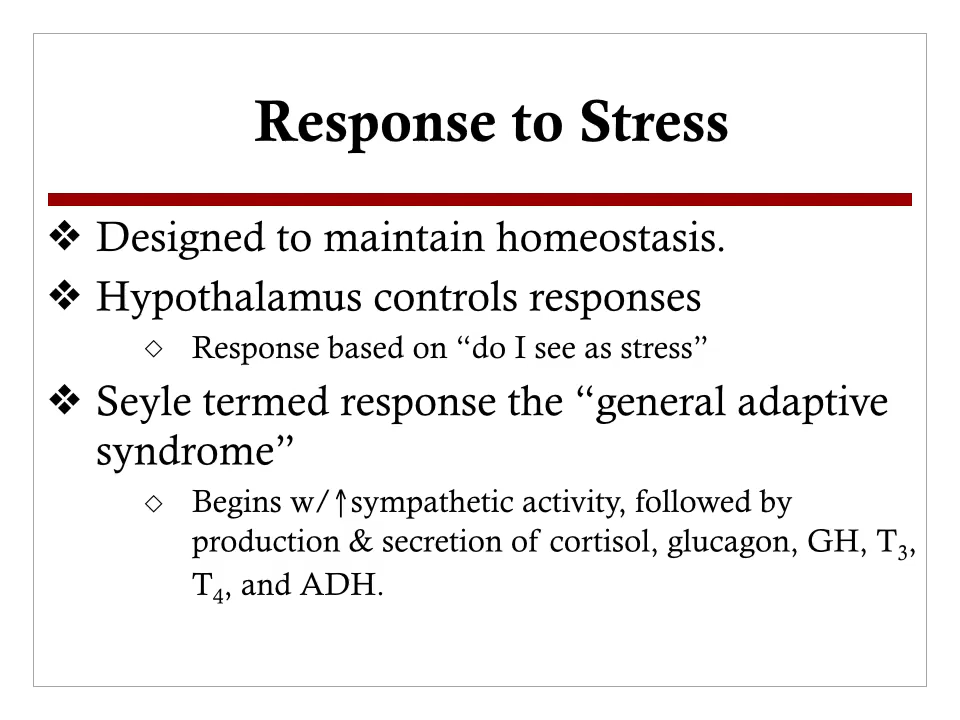 Response to Stress
❖ Designed to maintain homeostasis.
❖ Hypothalamus controls responses
◇ Response based on “do I see as stress”
❖ Seyle termed response the “general adaptive
syndrome”
◇ Begins w/↑sympathetic activity, followed by
production & secretion of cortisol, glucagon, GH, T₃,
T₄, and ADH.